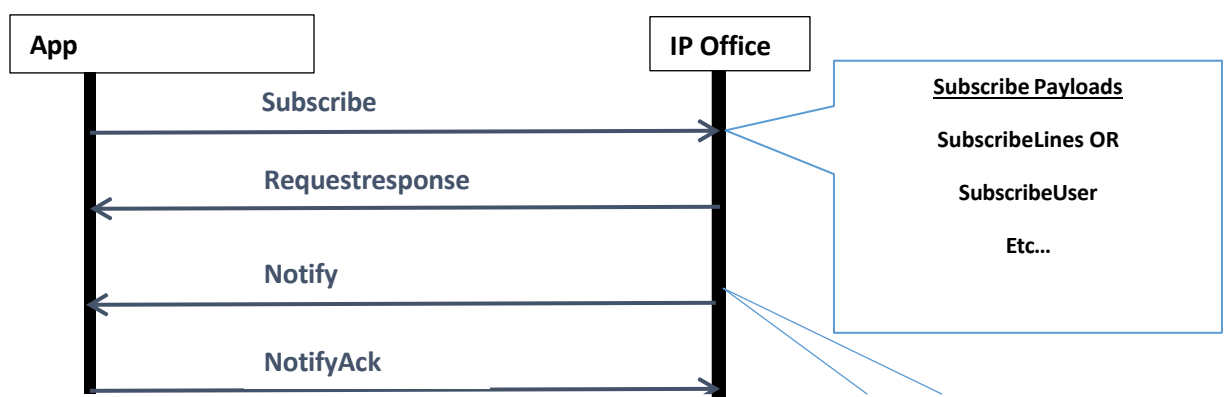 App
IP Office
Subscribe
Requestresponse
Notify
NotifyAck
Subscribe Payloads
SubscribeLines OR
SubscribeUser
Etc...